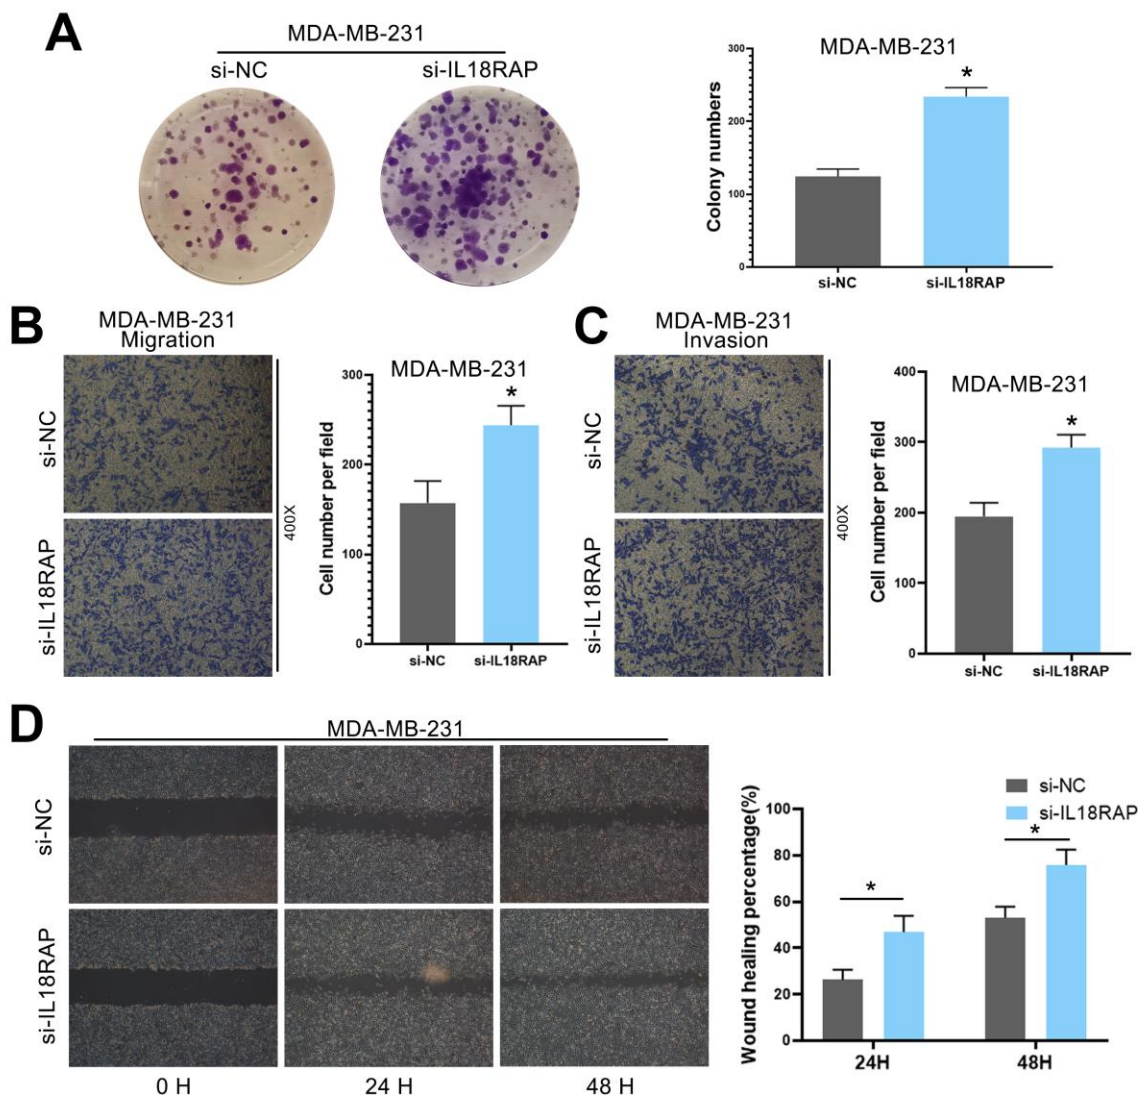 A
MDA-MB-231
si-NC
si-IL18RAP
MDA-MB-231
*
Colony numbers
300
200
100
0
si-NC
si-IL18RAP
B
MDA-MB-231
Migration
si-NC
si-IL18RAP
400X
MDA-MB-231
*
Cell number per field
300
200
100
0
si-NC
si-IL18RAP
C
MDA-MB-231
Invasion
si-NC
si-IL18RAP
400X
MDA-MB-231
*
Cell number per field
400
300
200
100
0
si-NC
si-IL18RAP
D
MDA-MB-231
si-NC
si-IL18RAP
0 H
24 H
48 H
si-NC
si-IL18RAP
*
*
Wound healing percentage(%)
100
80
60
40
20
0
24H
48H